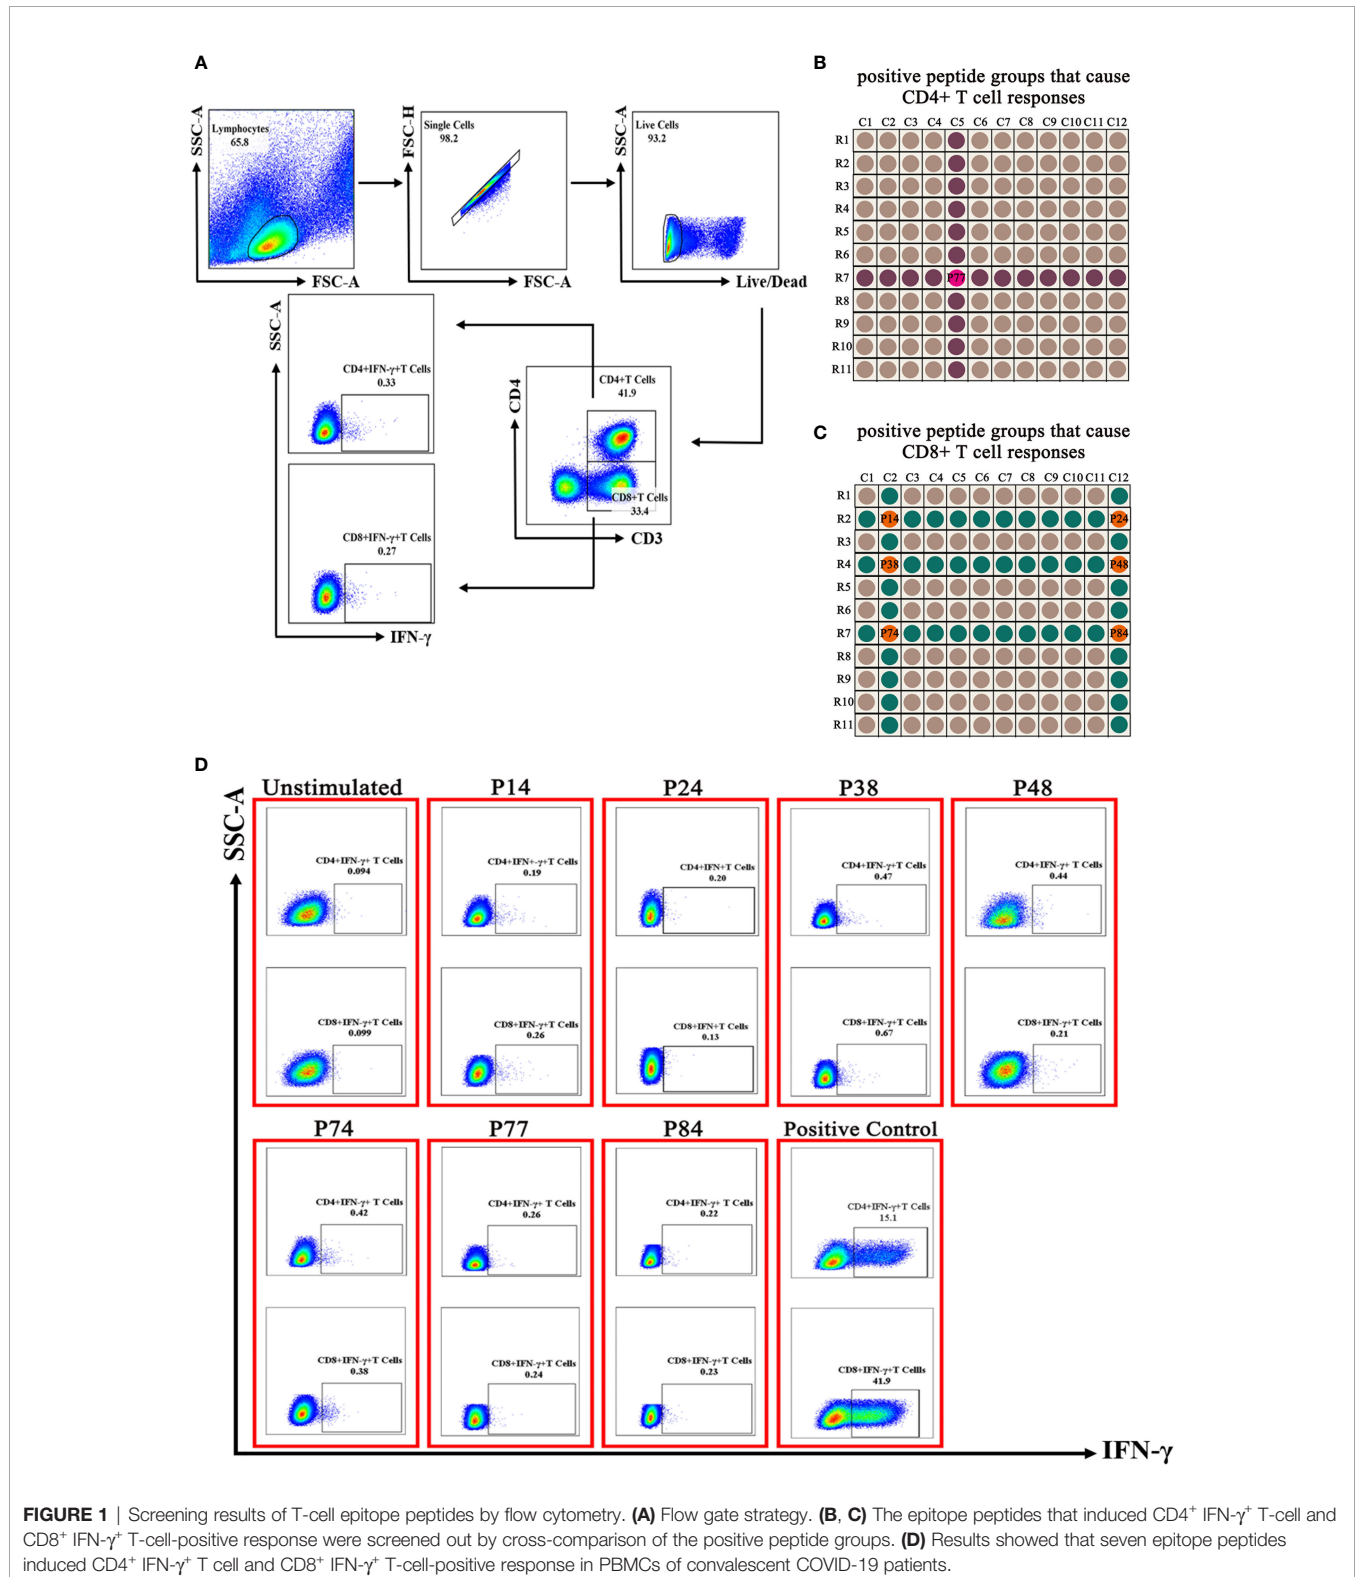 A
SSC-A
Lymphocytes
65.8
FSC-A
FSC-H
Single Cells
98.2
FSC-A
SSC-A
Live Cells
93.2
Live/Dead
SSC-A
CD4+IFN-γ+T Cells
0.33
CD8+IFN-γ+T Cells
0.27
IFN-γ
CD4
CD4+T Cells
41.9
CD8+T Cells
33.4
CD3
B
positive peptide groups that cause
CD4+ T cell responses
C1 C2 C3 C4 C5 C6 C7 C8 C9 C10 C11 C12
R1
R2
R3
R4
R5
R6
R7 P77
R8
R9
R10
R11
C
positive peptide groups that cause
CD8+ T cell responses
C1 C2 C3 C4 C5 C6 C7 C8 C9 C10 C11 C12
R1
R2 P14 P24
R3
R4 P38 P48
R5
R6
R7 P74 P84
R8
R9
R10
R11
D
SSC-A
Unstimulated P14 P24 P38 P48
CD4+IFN-γ+ T Cells
0.094
CD4+IFN+-γ+T Cells
0.19
CD4+IFN+T Cells
0.20
CD4+IFN-γ+T Cells
0.47
CD4+IFN-γ+ T Cells
0.44
CD8+IFN-γ+T Cells
0.099
CD8+IFN-γ+T Cells
0.26
CD8+IFN+T Cells
0.13
CD8+IFN-γ+T Cells
0.67
CD8+IFN-γ+T Cells
0.21
P74 P77 P84 Positive Control
CD4+IFN-γ+ T Cells
0.42
CD4+IFN-γ+ T Cells
0.26
CD4+IFN-γ+ T Cells
0.22
CD4+IFN-γ+T Cells
15.1
CD8+IFN-γ+T Cells
0.38
CD8+IFN-γ+T Cells
0.24
CD8+IFN-γ+T Cells
0.23
CD8+IFN-γ+T Cellls
41.9
IFN-γ
FIGURE 1 | Screening results of T-cell epitope peptides by flow cytometry. (A) Flow gate strategy. (B, C) The epitope peptides that induced CD4⁺ IFN-γ⁺ T-cell and
CD8⁺ IFN-γ⁺ T-cell-positive response were screened out by cross-comparison of the positive peptide groups. (D) Results showed that seven epitope peptides
induced CD4⁺ IFN-γ⁺ T cell and CD8⁺ IFN-γ⁺ T-cell-positive response in PBMCs of convalescent COVID-19 patients.